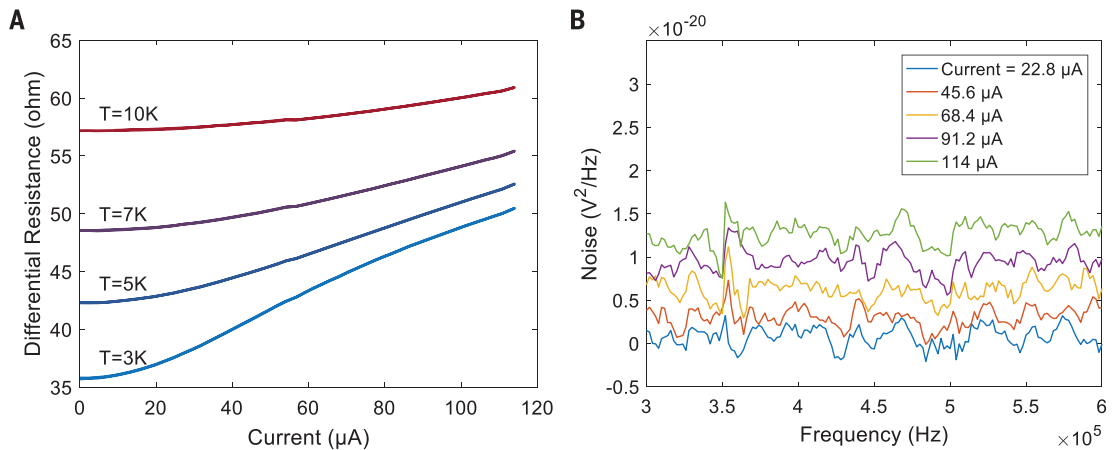 A
Differential Resistance (ohm)
65
60
55
50
45
40
35
T=10K
T=7K
T=5K
T=3K
0 20 40 60 80 100 120
Current (µA)
B
×10⁻²⁰
Noise (V²/Hz)
3
2.5
2
1.5
1
0.5
0
-0.5
Current = 22.8 µA
45.6 µA
68.4 µA
91.2 µA
114 µA
3 3.5 4 4.5 5 5.5 6
Frequency (Hz)
×10⁵